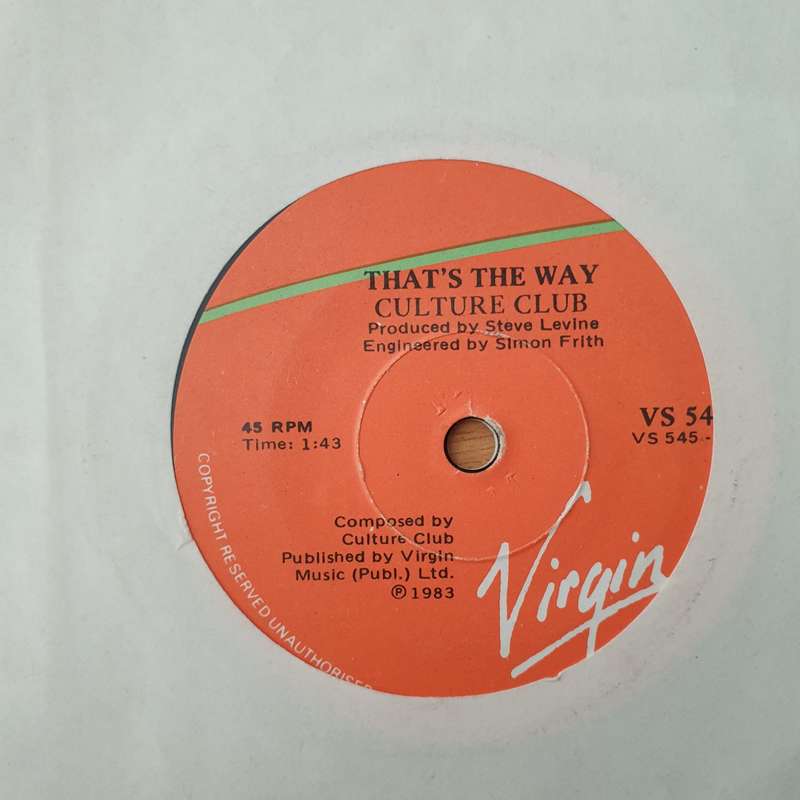 THAT'S THE WAY
CULTURE CLUB
Produced by Steve Levine
Engineered by Simon Frith
45 RPM
Time: 1:43
VS 54
VS 545 -
Composed by
Culture Club
Published by Virgin
Music (Publ.) Ltd.
℗ 1983
Virgin
COPYRIGHT RESERVED UNAUTHORISED